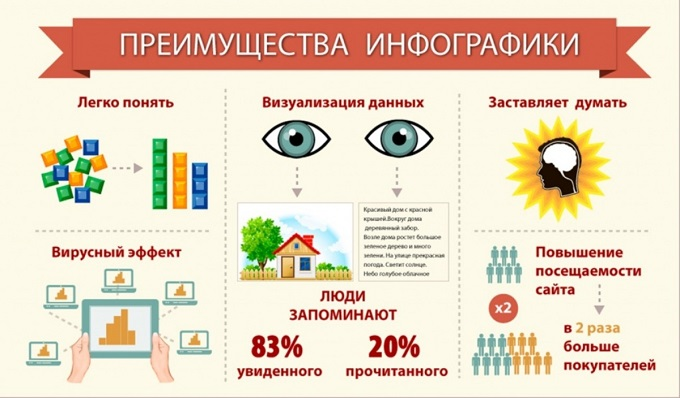 ПРЕИМУЩЕСТВА ИНФОГРАФИКИ
Легко понять
Визуализация данных
Красивый дом с красной
крышей.Вокруг дома
деревинный забор.
Возле дома ростет большое
зеленое дерево и много
зелени. На улице прекрасная
погода. Светит солнце.
Небо голубое облачное
ЛЮДИ
ЗАПОМИНАЮТ
83%
увиденного
20%
прочитанного
Заставляет думать
Вирусный эффект
Повышение
посещаемости
сайта
x2
в 2 раза
больше
покупателей